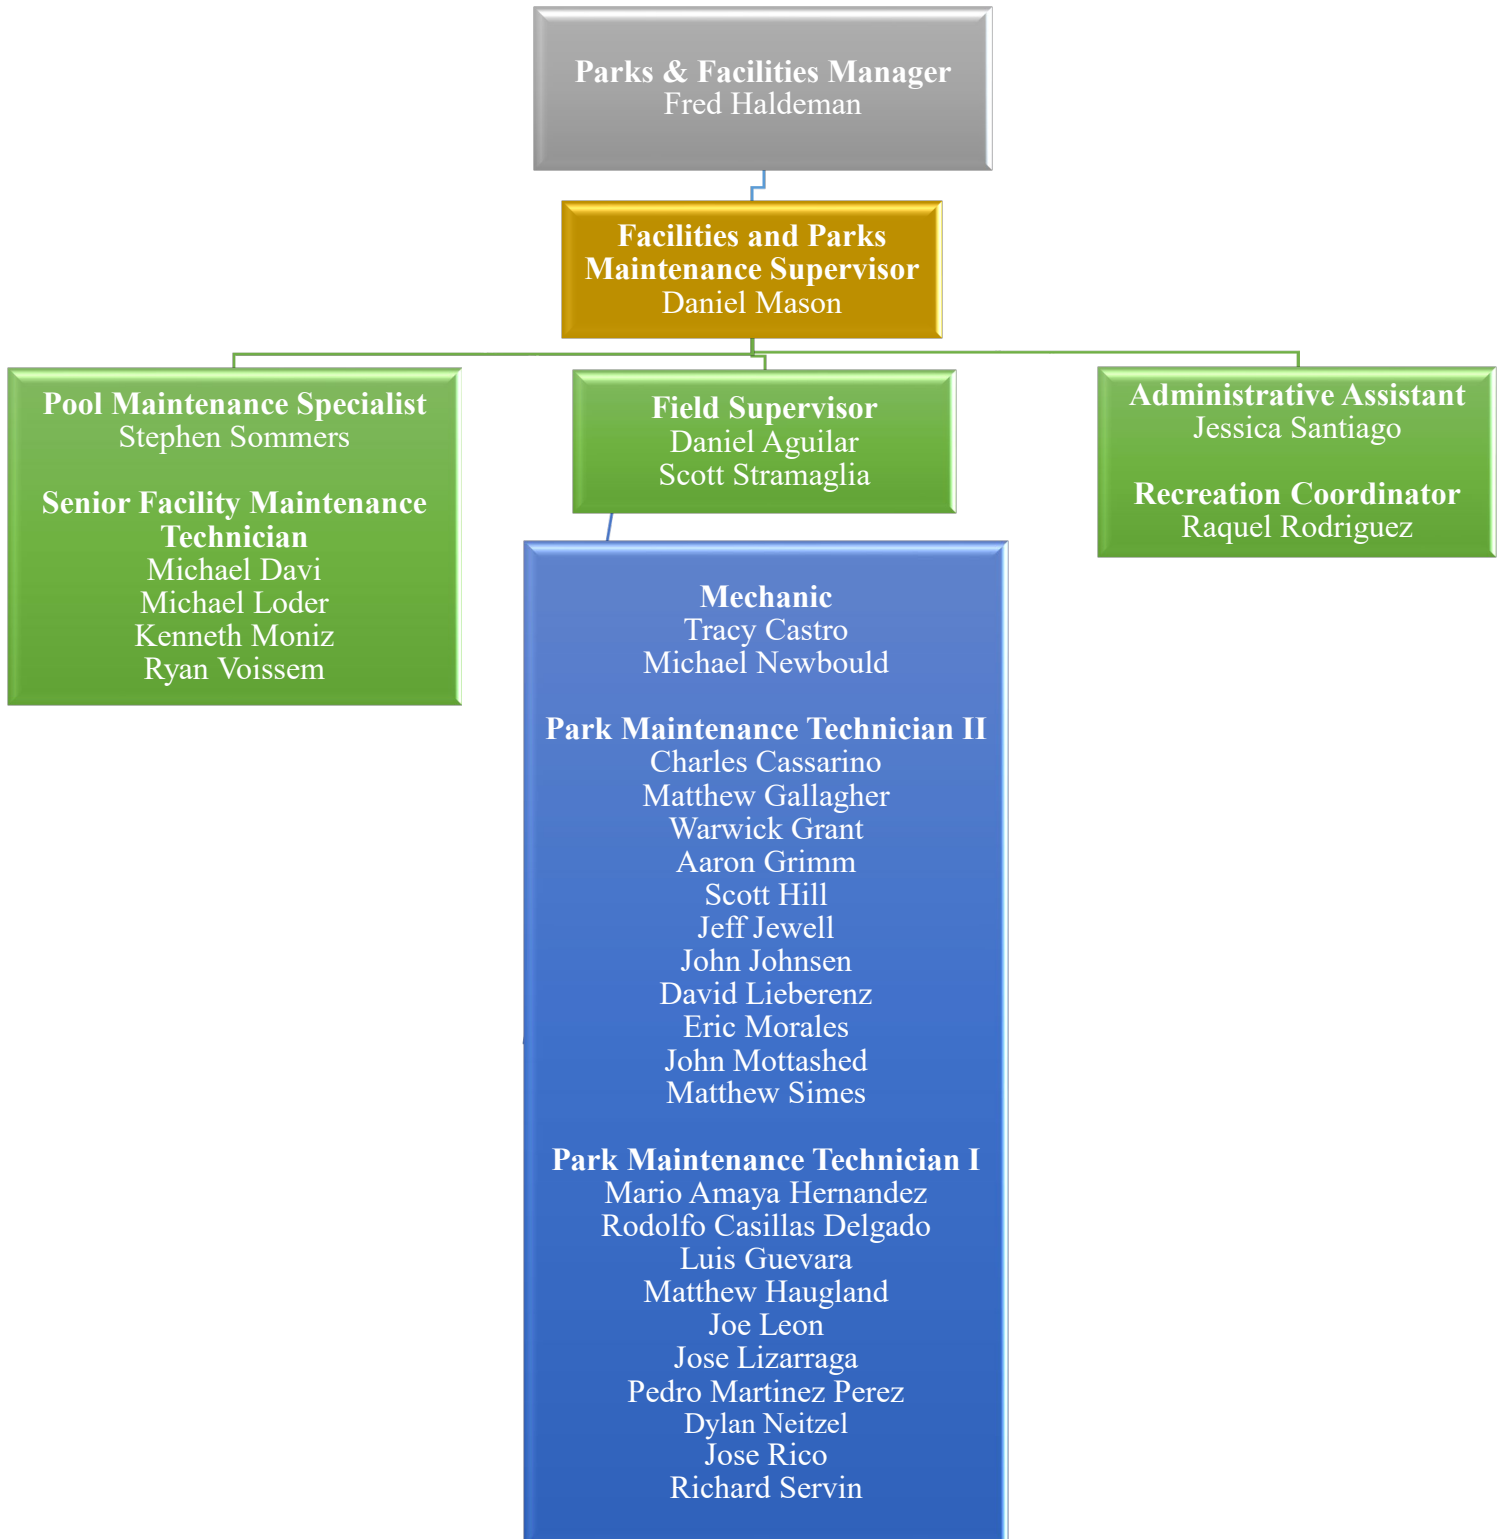 Parks & Facilities Manager
Fred Haldeman
Facilities and Parks
Maintenance Supervisor
Daniel Mason
Pool Maintenance Specialist
Stephen Sommers
Senior Facility Maintenance
Technician
Michael Davi
Michael Loder
Kenneth Moniz
Ryan Voissem
Field Supervisor
Daniel Aguilar
Scott Stramaglia
Administrative Assistant
Jessica Santiago
Recreation Coordinator
Raquel Rodriguez
Mechanic
Tracy Castro
Michael Newbould
Park Maintenance Technician II
Charles Cassarino
Matthew Gallagher
Warwick Grant
Aaron Grimm
Scott Hill
Jeff Jewell
John Johnsen
David Lieberenz
Eric Morales
John Mottashed
Matthew Simes
Park Maintenance Technician I
Mario Amaya Hernandez
Rodolfo Casillas Delgado
Luis Guevara
Matthew Haugland
Joe Leon
Jose Lizarraga
Pedro Martinez Perez
Dylan Neitzel
Jose Rico
Richard Servin